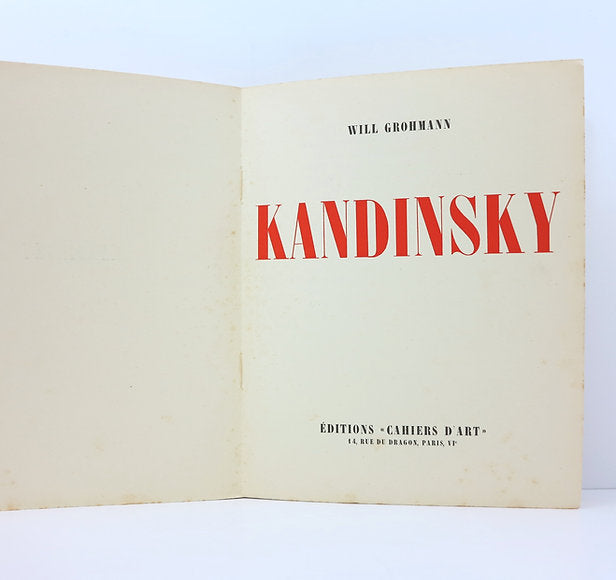 WILL GROHMANN
KANDINSKY
ÉDITIONS "CAHIERS D'ART"
14, RUE DU DRAGON, PARIS, VIᵉ